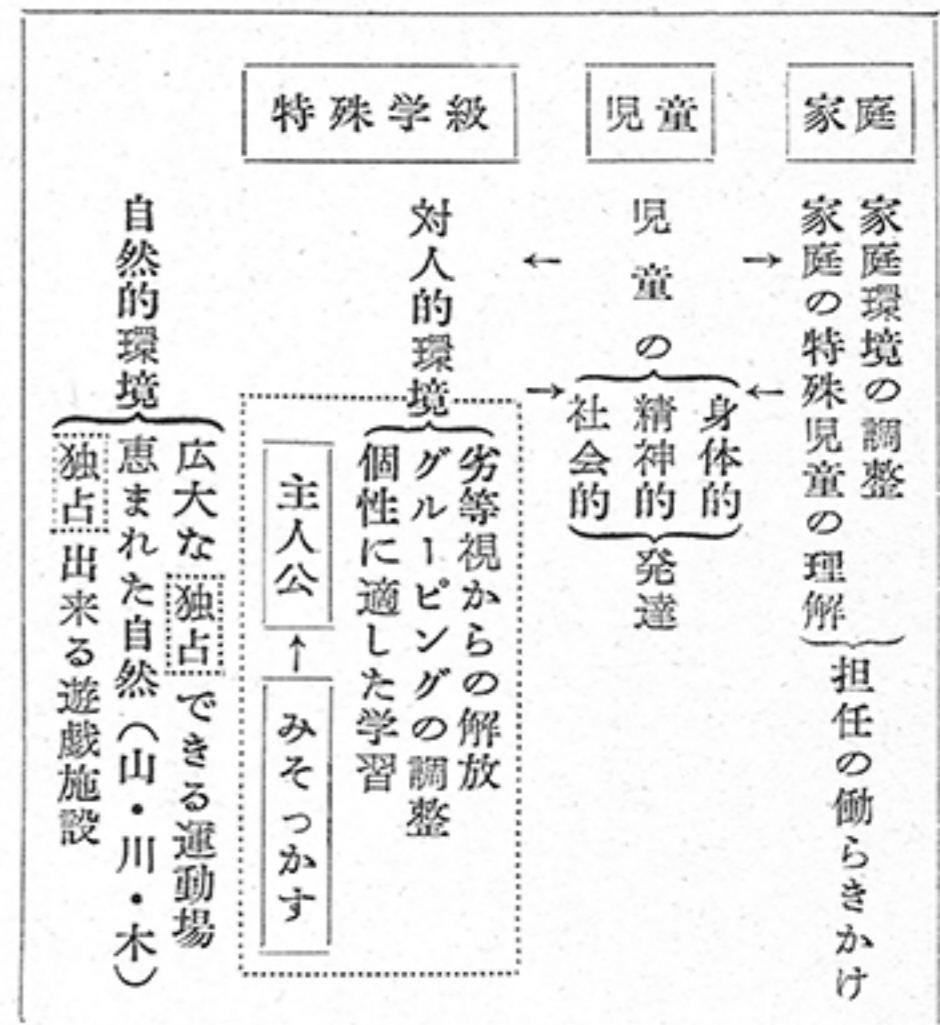 家庭
家庭環境の調整
家庭の特殊児童の理解
担任の働らきかけ
児童
→
←
児童の
身体的
精神的
社会的
発達
←
→
特殊学級
対人的環境
劣等視からの解放
グルーピングの調整
個性に適した学習
みそっかす
↑
主人公
自然的環境
広大な独占できる運動場
恵まれた自然（山・川・木）
独占出来る遊戯施設